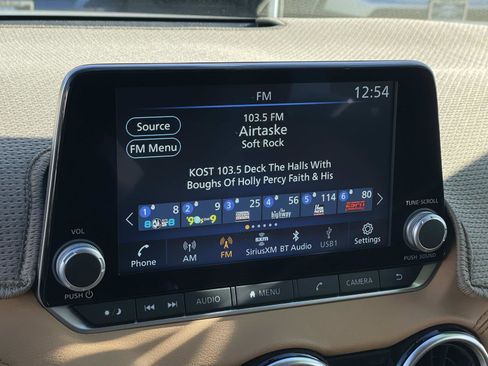 FM
12:54
103.5 FM
Airtaske
Soft Rock
Source
FM Menu
KOST 103.5 Deck The Halls With
Boughs Of Holly Percy Faith & His
1 8
2 9
3 25
4 56
5 114
6 80
highway
VOL
PUSH
TUNE·SCROLL
PUSH SOUND
Phone
AM
FM
SXM
SiriusXM
BT Audio
USB1
Settings
AUDIO
MENU
CAMERA